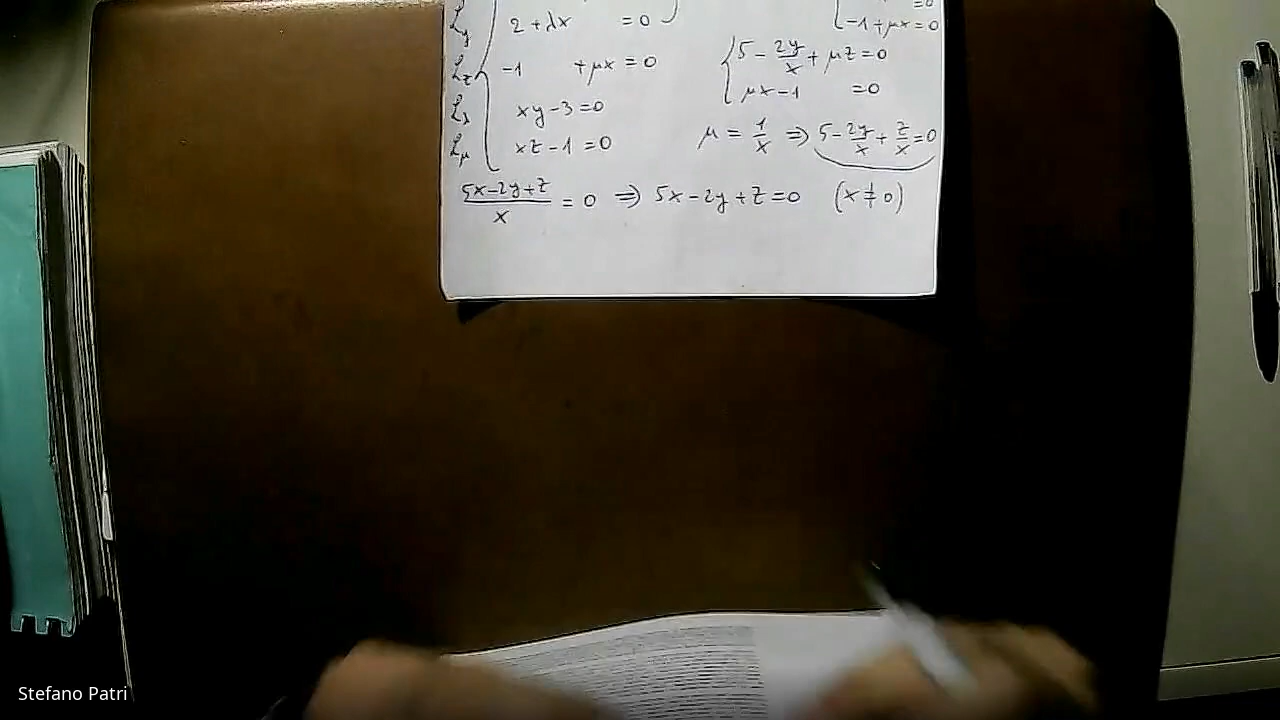 L_y 2 + λx = 0
= 0
-1 + μx = 0
L_z -1 + μx = 0
5 - 2y/x + μz = 0
L_λ xy - 3 = 0
μx - 1 = 0
L_μ xz - 1 = 0
μ = 1/x ⇒ 5 - 2y/x + z/x = 0
(5x - 2y + z)/x = 0 ⇒ 5x - 2y + z = 0 (x ≠ 0)
Stefano Patri